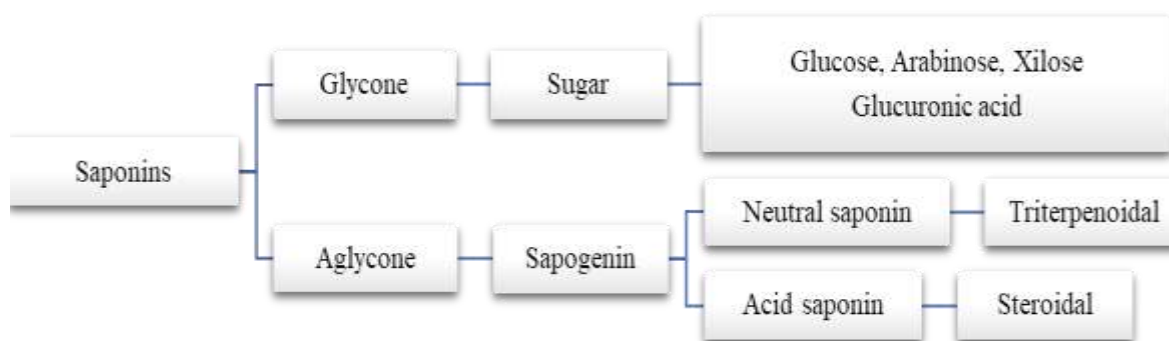 Saponins
Glycone
Sugar
Glucose, Arabinose, Xilose
Glucuronic acid
Aglycone
Sapogenin
Neutral saponin
Triterpenoidal
Acid saponin
Steroidal